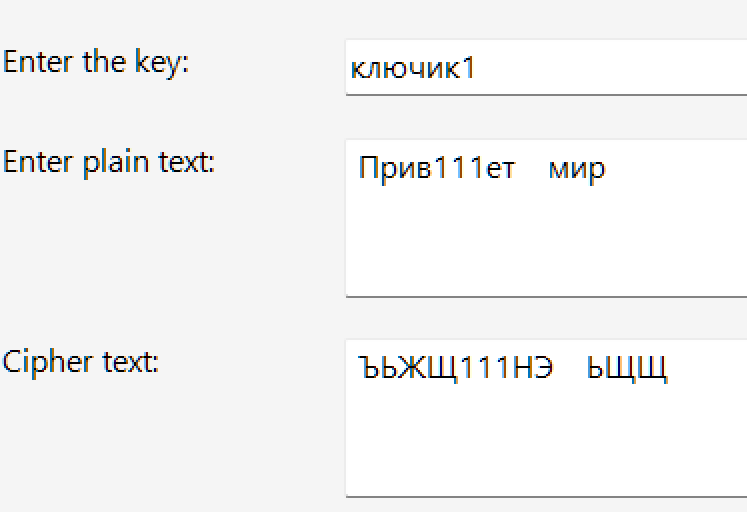 Enter the key:
ключик1
Enter plain text:
Прив111ет    мир
Cipher text:
ЪЬЖЩ111НЭ    ЬЩЩ